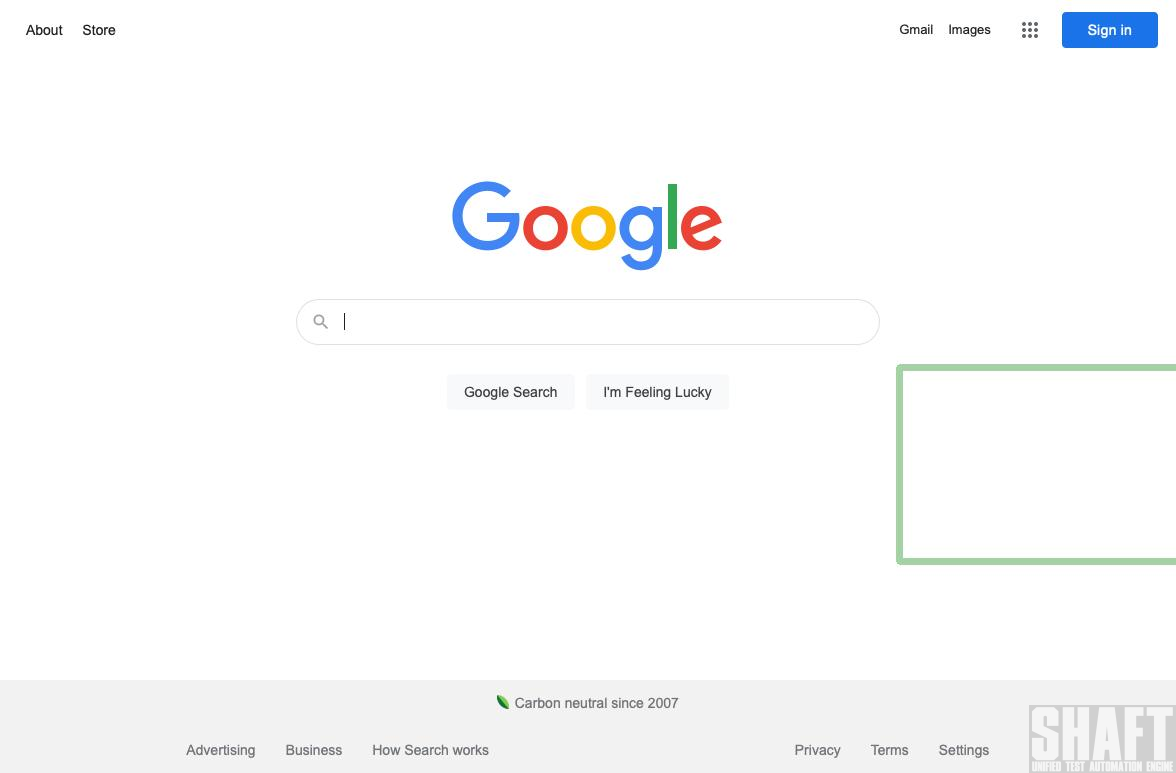 About Store Gmail Images Sign in
Google
Google Search I'm Feeling Lucky
Carbon neutral since 2007
Advertising Business How Search works Privacy Terms Settings
SHAFT
UNIFIED TEST AUTOMATION ENGINE